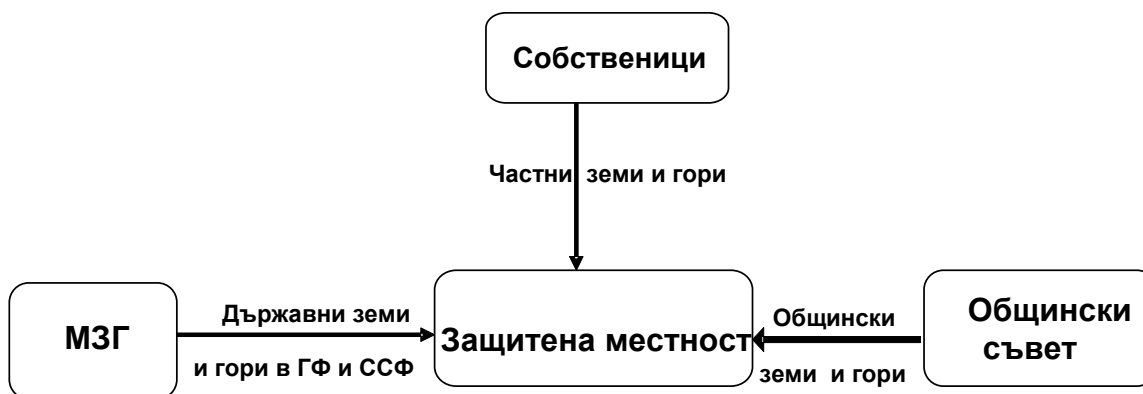 Собственици
Частни земи и гори
МЗГ
Държавни земи
и гори в ГФ и ССФ
Защитена местност
Общински
земи и гори
Общински
съвет